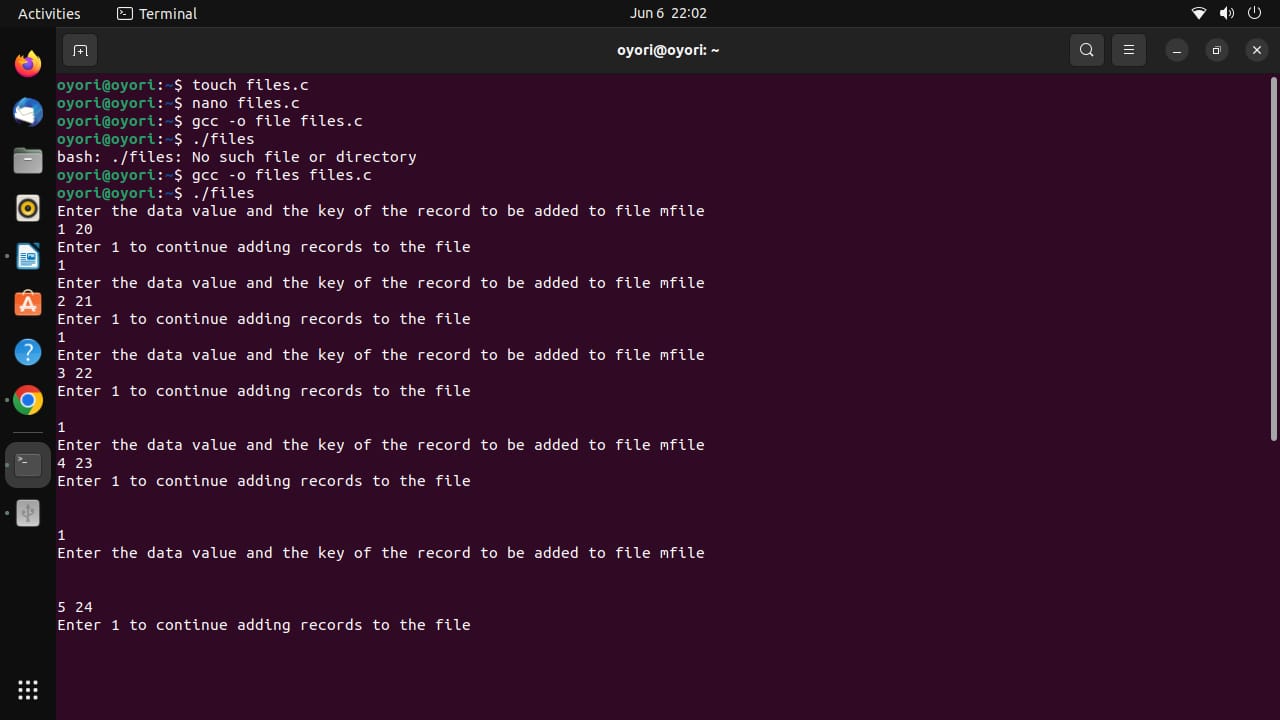 Activities
Terminal
Jun 6 22:02
oyori@oyori: ~
oyori@oyori:~$ touch files.c
oyori@oyori:~$ nano files.c
oyori@oyori:~$ gcc -o file files.c
oyori@oyori:~$ ./files
bash: ./files: No such file or directory
oyori@oyori:~$ gcc -o files files.c
oyori@oyori:~$ ./files
Enter the data value and the key of the record to be added to file mfile
1 20
Enter 1 to continue adding records to the file
1
Enter the data value and the key of the record to be added to file mfile
2 21
Enter 1 to continue adding records to the file
1
Enter the data value and the key of the record to be added to file mfile
3 22
Enter 1 to continue adding records to the file
1
Enter the data value and the key of the record to be added to file mfile
4 23
Enter 1 to continue adding records to the file
1
Enter the data value and the key of the record to be added to file mfile
5 24
Enter 1 to continue adding records to the file